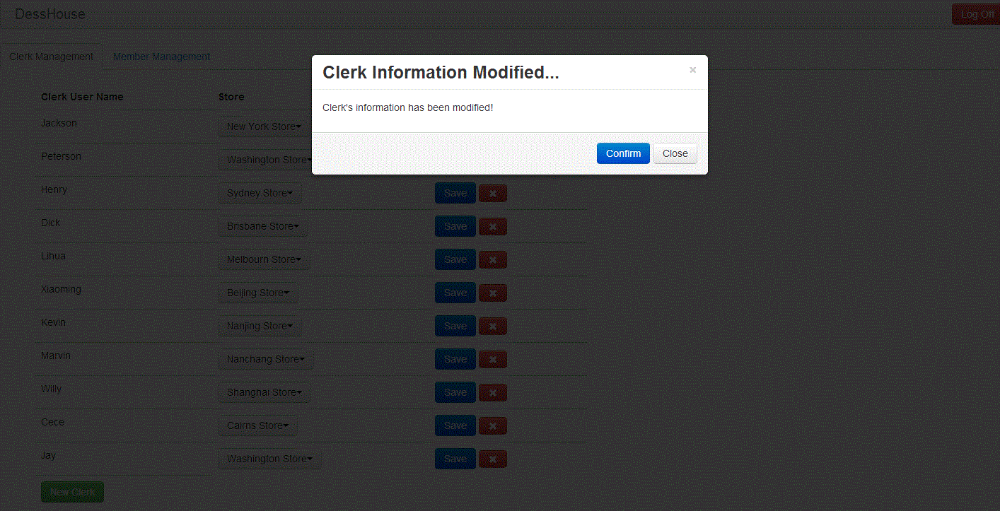 DessHouse
Log Off
Clerk Management Member Management
Clerk Information Modified... ×
Clerk's information has been modified!
Confirm Close
Clerk User Name Store
Jackson New York Store
Peterson Washington Store
Henry Sydney Store Save
Dick Brisbane Store Save
Lihua Melbourn Store Save
Xiaoming Beijing Store Save
Kevin Nanjing Store Save
Marvin Nanchang Store Save
Willy Shanghai Store Save
Cece Cairns Store Save
Jay Washington Store Save
New Clerk